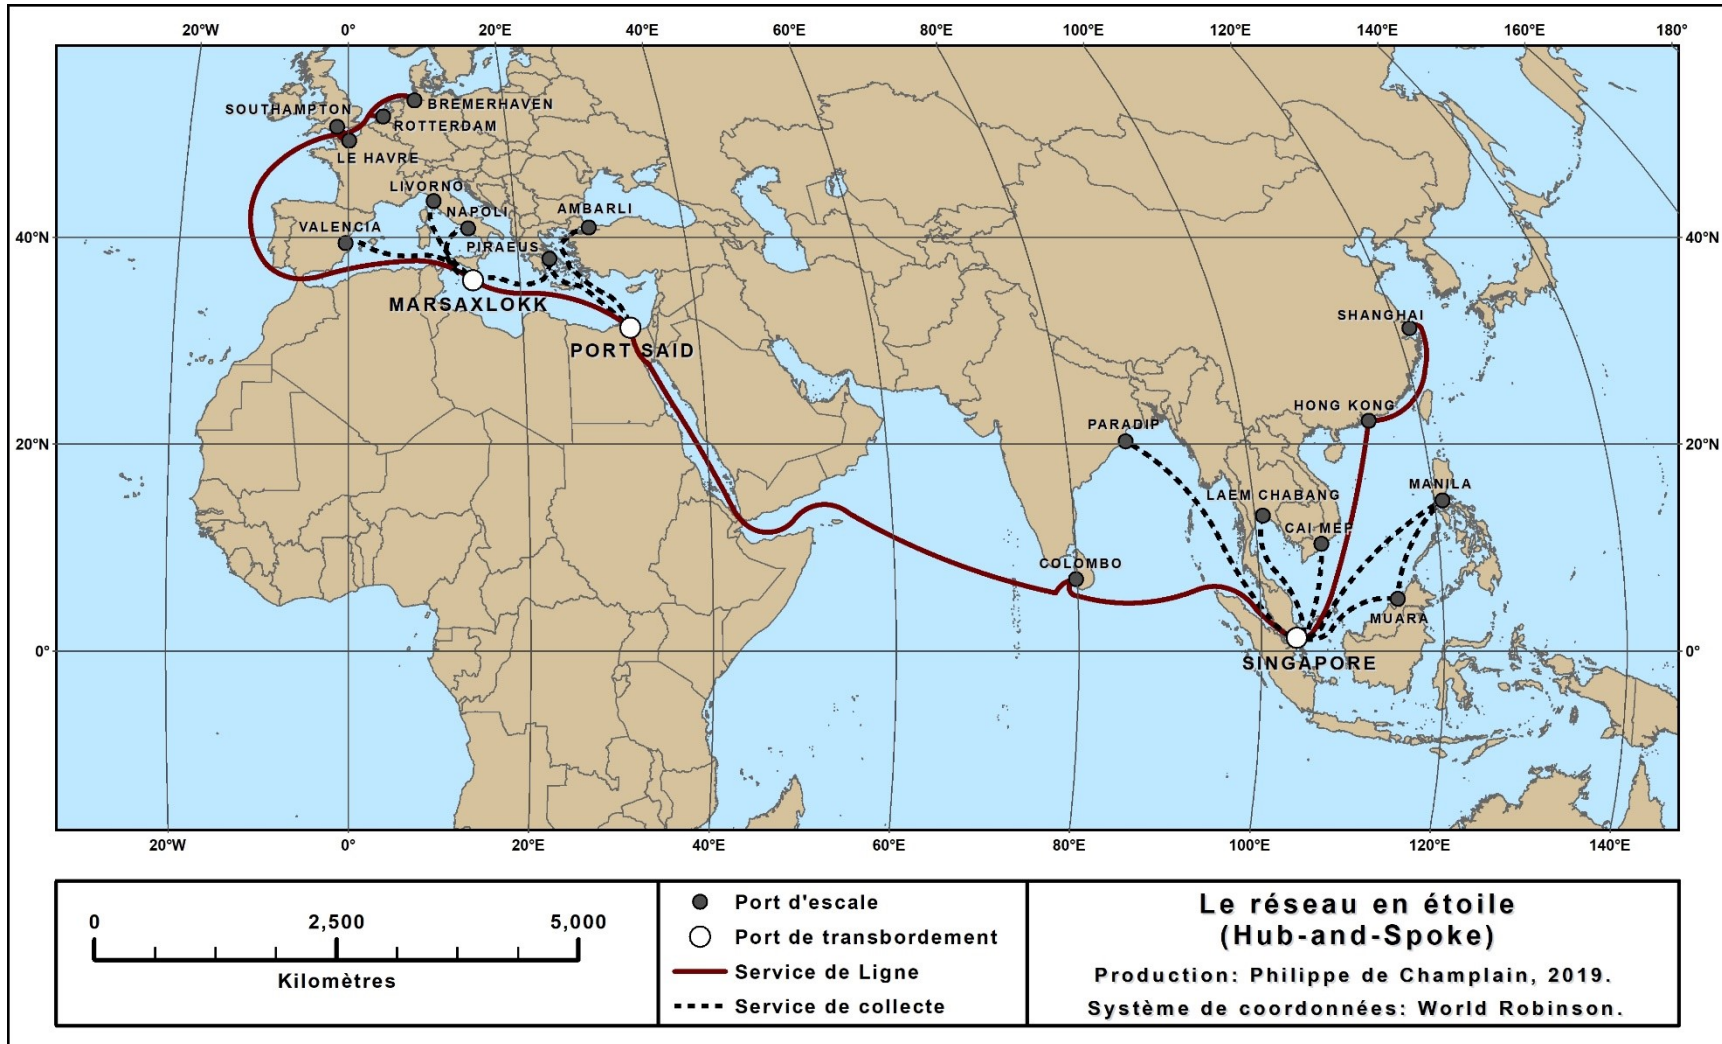 20°W 0° 20°E 40°E 60°E 80°E 100°E 120°E 140°E 160°E 180°
SOUTHAMPTON
BREMERHAVEN
ROTTERDAM
LE HAVRE
LIVORNO
NAPOLI
AMBARLI
VALENCIA
PIRAEUS
40°N 40°N
MARSAXLOKK
PORT SAID
SHANGHAI
HONG KONG
PARADIP
20°N 20°N
LAEM CHABANG
MANILA
CAI MEP
COLOMBO
MUARA
0° 0°
SINGAPORE
20°W 0° 20°E 40°E 60°E 80°E 100°E 120°E 140°E
0 2,500 5,000
Kilomètres
Port d'escale
Port de transbordement
Service de Ligne
Service de collecte
Le réseau en étoile
(Hub-and-Spoke)
Production: Philippe de Champlain, 2019.
Système de coordonnées: World Robinson.